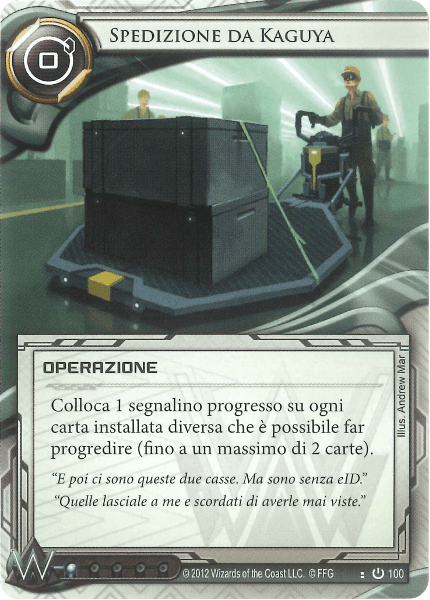 0
SPEDIZIONE DA KAGUYA
OPERAZIONE
Colloca 1 segnalino progresso su ogni
carta installata diversa che è possibile far
progredire (fino a un massimo di 2 carte).
“E poi ci sono queste due casse. Ma sono senza eID.”
“Quelle lasciale a me e scordati di averle mai viste.”
Illus. Andrew Mar
© 2012 Wizards of the Coast LLC. © FFG
100